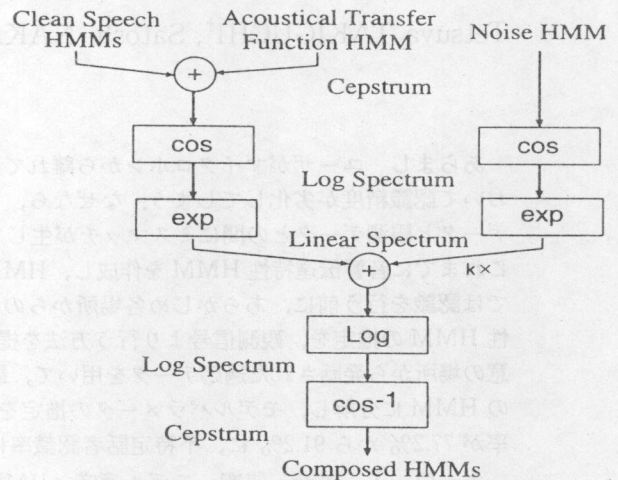 Clean Speech
HMMs
Acoustical Transfer
Function HMM
Noise HMM
+
Cepstrum
cos
cos
Log Spectrum
exp
exp
Linear Spectrum
+
k×
log
Log Spectrum
cos-1
Cepstrum
Composed HMMs